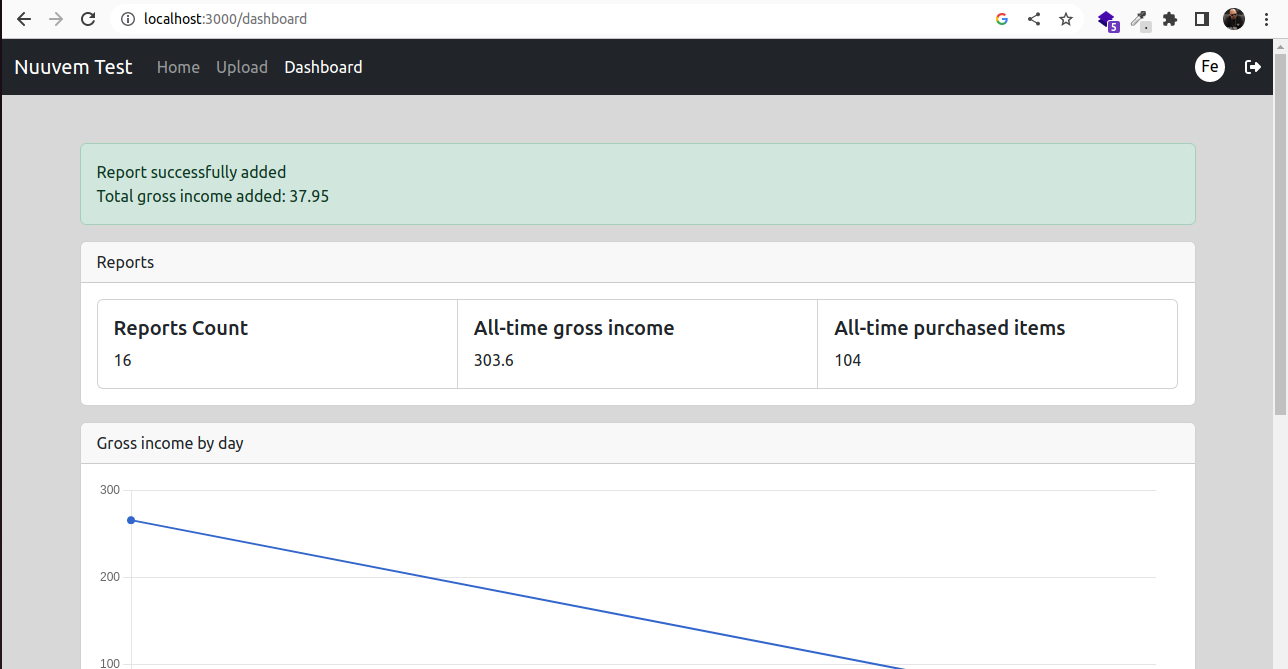 localhost:3000/dashboard
5
Nuuvem Test Home Upload Dashboard Fe
Report successfully added
Total gross income added: 37.95
Reports
Reports Count All-time gross income All-time purchased items
16 303.6 104
Gross income by day
300
200
100